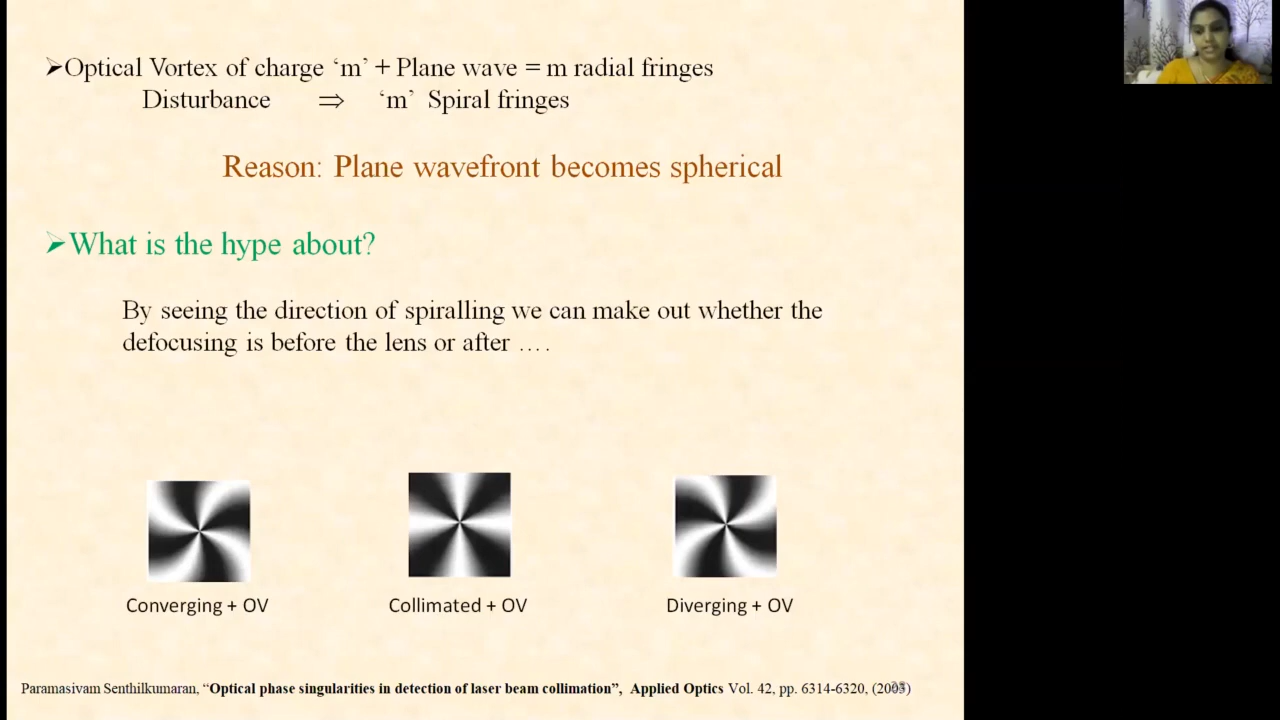 ➢Optical Vortex of charge ‘m’ + Plane wave = m radial fringes
Disturbance ⇒ ‘m’ Spiral fringes
Reason: Plane wavefront becomes spherical
➢What is the hype about?
By seeing the direction of spiralling we can make out whether the
defocusing is before the lens or after ….
Converging + OV
Collimated + OV
Diverging + OV
Paramasivam Senthilkumaran, “Optical phase singularities in detection of laser beam collimation”, Applied Optics Vol. 42, pp. 6314-6320, (2003)